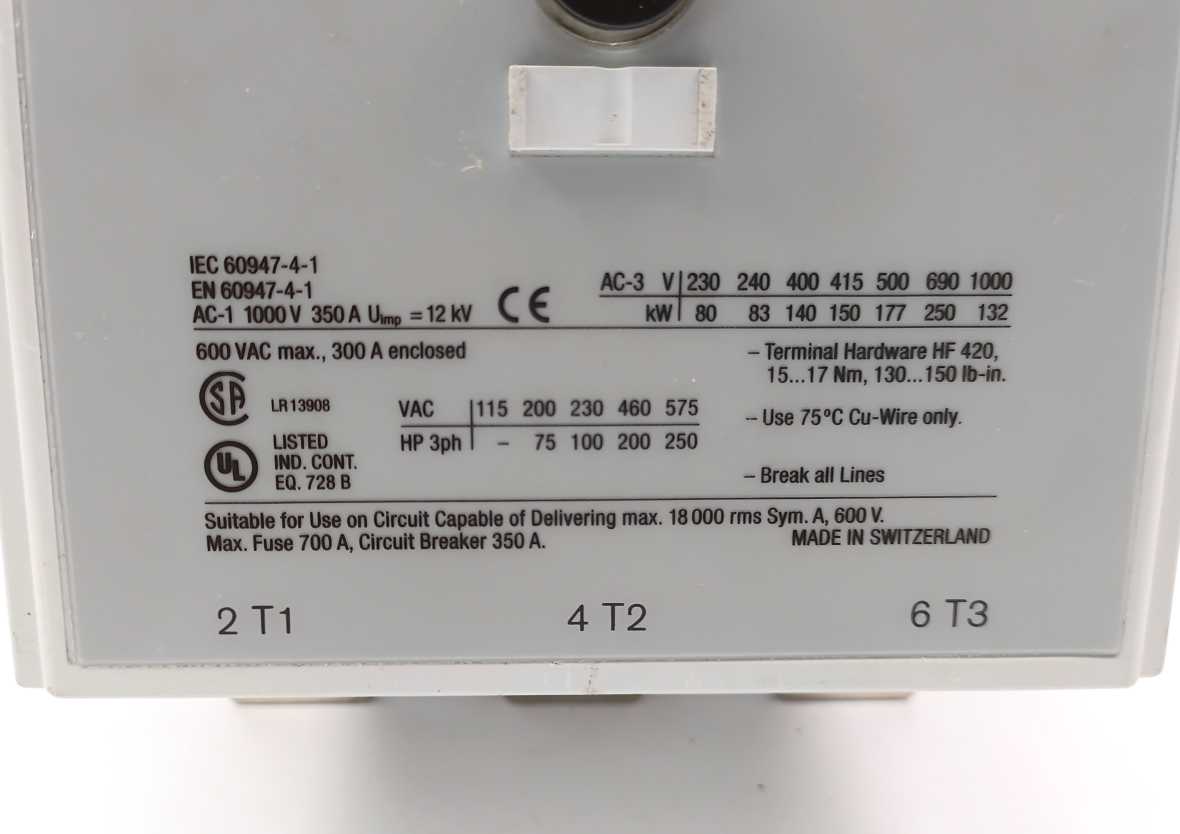 IEC 60947-4-1
EN 60947-4-1
AC-1 1000 V 350 A Uimp = 12 kV
CE
AC-3 V 230 240 400 415 500 690 1000
kW 80 83 140 150 177 250 132
600 VAC max., 300 A enclosed
SA LR 13908
UL LISTED
IND. CONT.
EQ. 728 B
VAC 115 200 230 460 575
HP 3ph – 75 100 200 250
– Terminal Hardware HF 420,
15...17 Nm, 130...150 lb-in.
– Use 75°C Cu-Wire only.
– Break all Lines
Suitable for Use on Circuit Capable of Delivering max. 18 000 rms Sym. A, 600 V.
Max. Fuse 700 A, Circuit Breaker 350 A.
MADE IN SWITZERLAND
2 T1 4 T2 6 T3